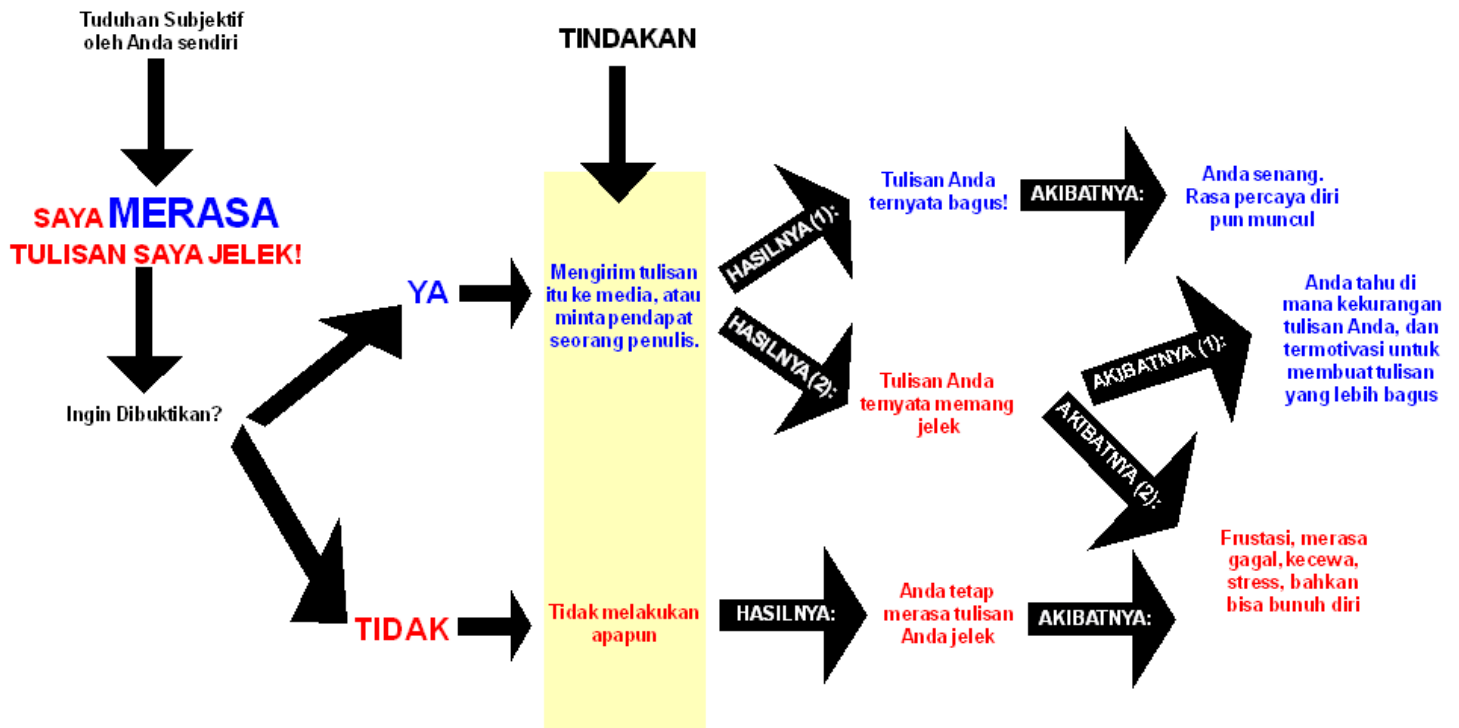 Tuduhan Subjektif
oleh Anda sendiri
TINDAKAN
SAYA MERASA
TULISAN SAYA JELEK!
Ingin Dibuktikan?
YA
Mengirim tulisan
itu ke media, atau
minta pendapat
seorang penulis.
HASILNYA (1):
Tulisan Anda
ternyata bagus!
AKIBATNYA:
Anda senang.
Rasa percaya diri
pun muncul
HASILNYA (2):
Tulisan Anda
ternyata memang
jelek
AKIBATNYA (1):
Anda tahu di
mana kekurangan
tulisan Anda, dan
termotivasi untuk
membuat tulisan
yang lebih bagus
AKIBATNYA (2):
Frustasi, merasa
gagal, kecewa,
stress, bahkan
bisa bunuh diri
TIDAK
Tidak melakukan
apapun
HASILNYA:
Anda tetap
merasa tulisan
Anda jelek
AKIBATNYA: